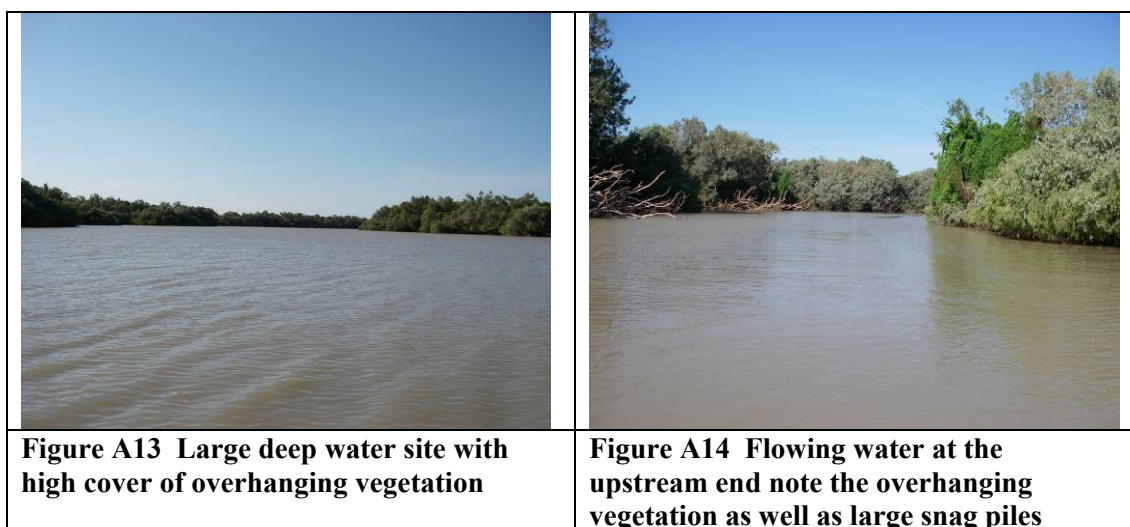 Figure A13 Large deep water site with
high cover of overhanging vegetation
Figure A14 Flowing water at the
upstream end note the overhanging
vegetation as well as large snag piles